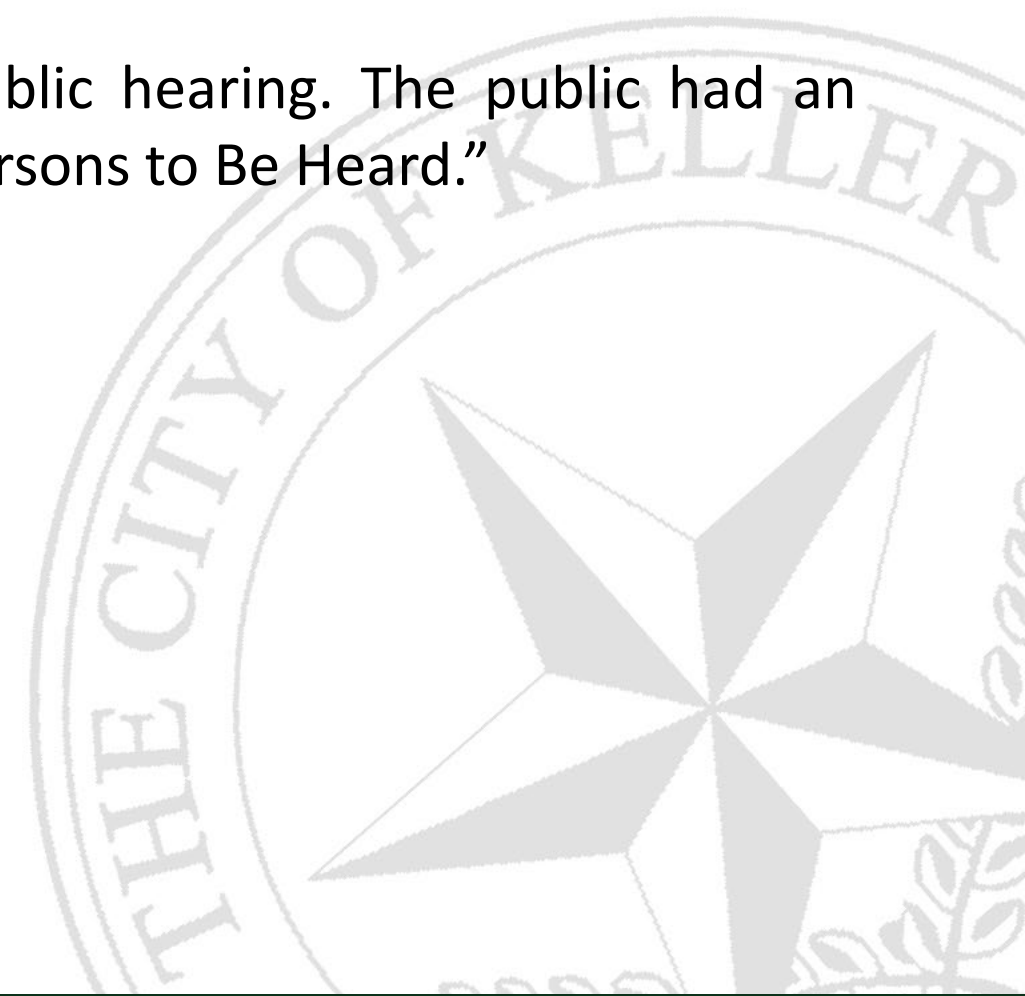 blic hearing. The public had an
rsons to Be Heard.”
THE CITY OF KELLER